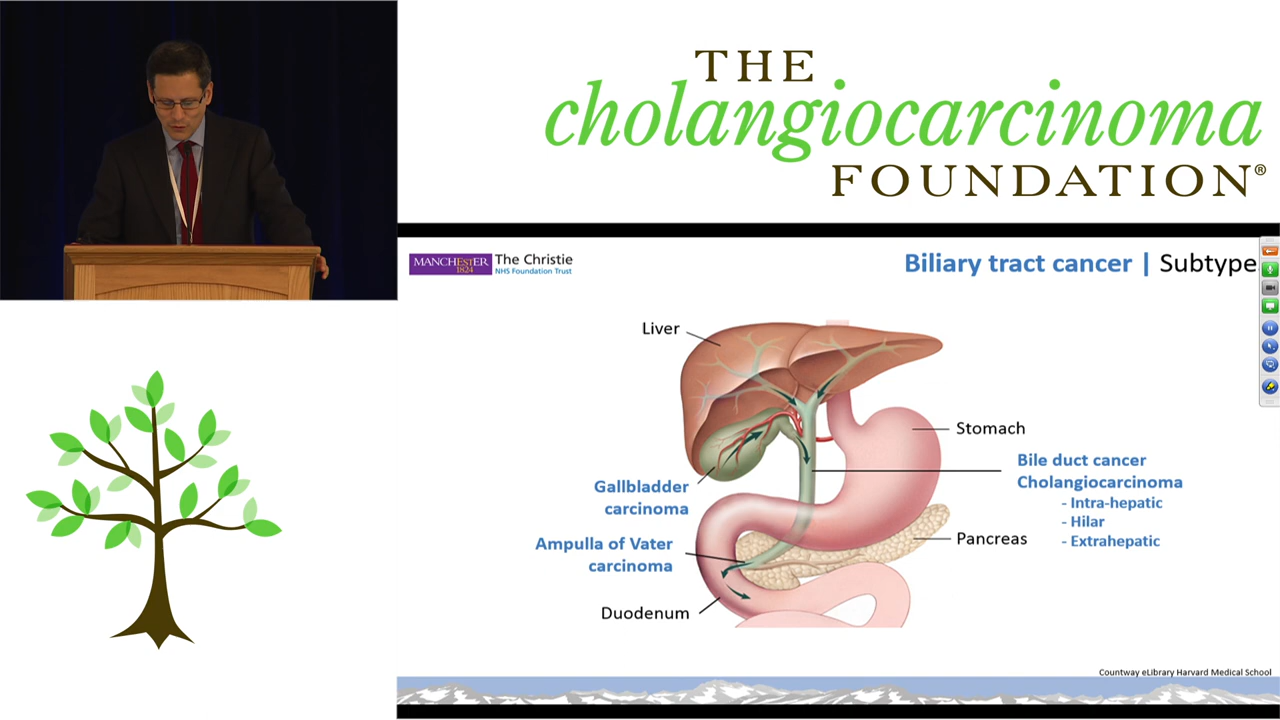 THE
cholangiocarcinoma
FOUNDATION®
MANCHESTER
1824
The Christie
NHS Foundation Trust
Biliary tract cancer | Subtype
Liver
Stomach
Bile duct cancer
Cholangiocarcinoma
- Intra-hepatic
- Hilar
- Extrahepatic
Gallbladder
carcinoma
Ampulla of Vater
carcinoma
Pancreas
Duodenum
Countway eLibrary Harvard Medical School